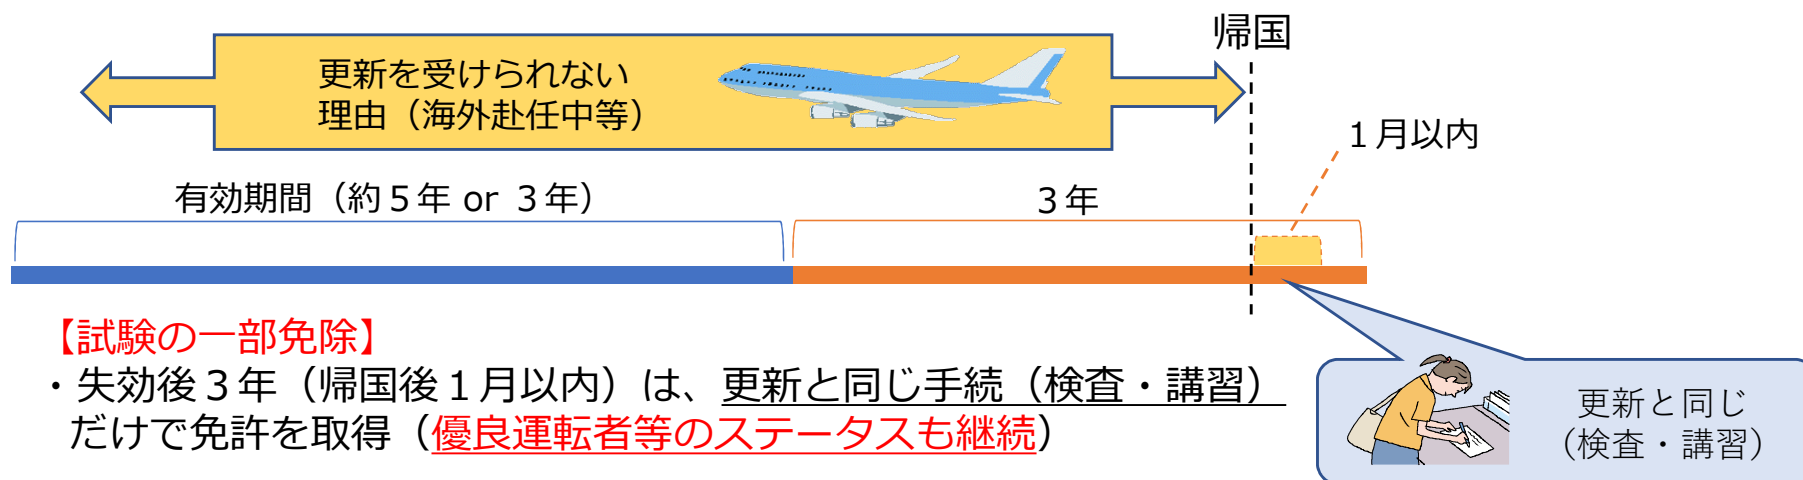 帰国
更新を受けられない
理由（海外赴任中等）
１月以内
有効期間（約５年 or ３年）
３年
【試験の一部免除】
・失効後３年（帰国後１月以内）は、更新と同じ手続（検査・講習）
だけで免許を取得（優良運転者等のステータスも継続）
更新と同じ
（検査・講習）